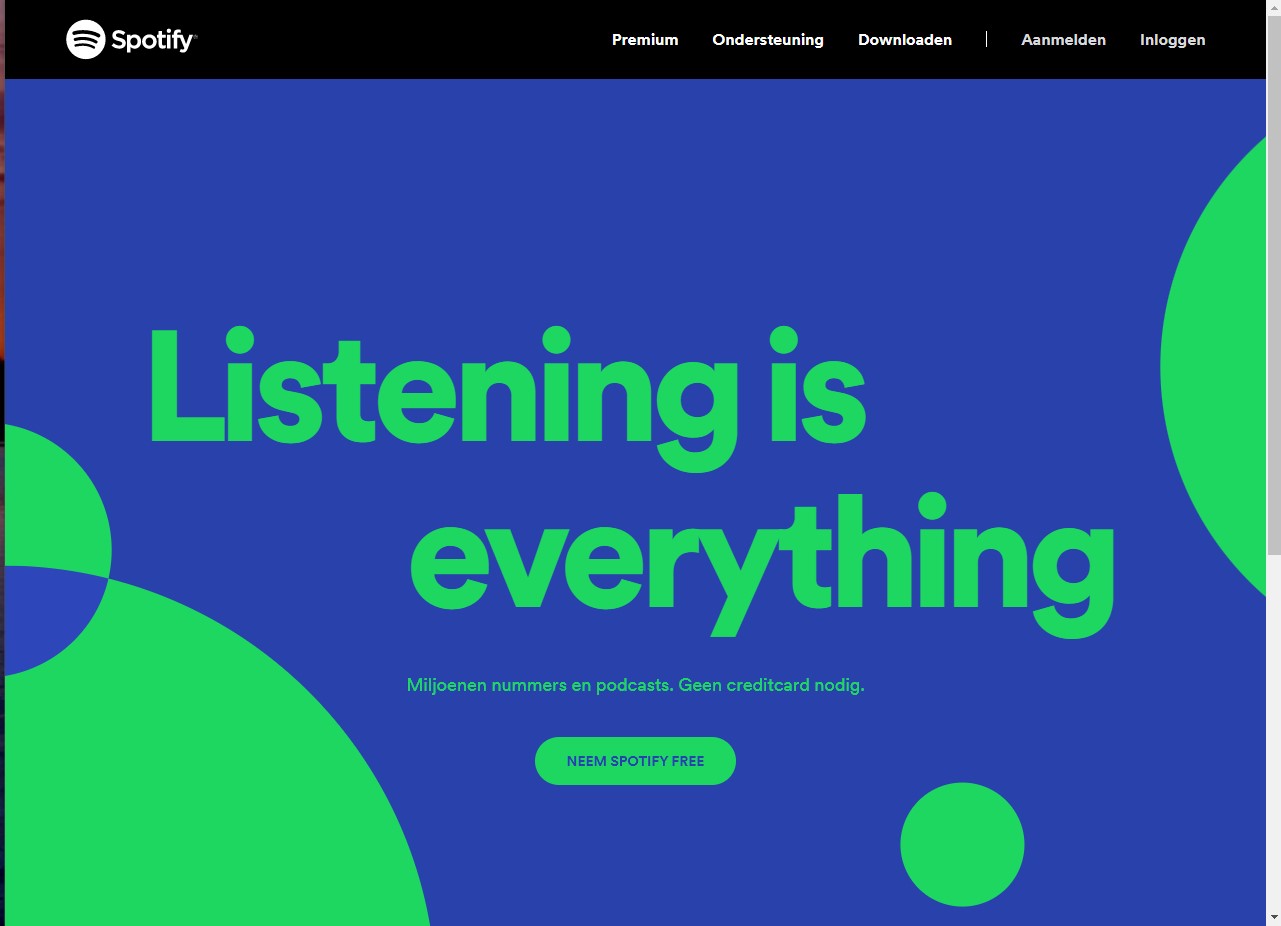 Spotify®
Premium Ondersteuning Downloaden | Aanmelden Inloggen
Listening is
everything
Miljoenen nummers en podcasts. Geen creditcard nodig.
NEEM SPOTIFY FREE